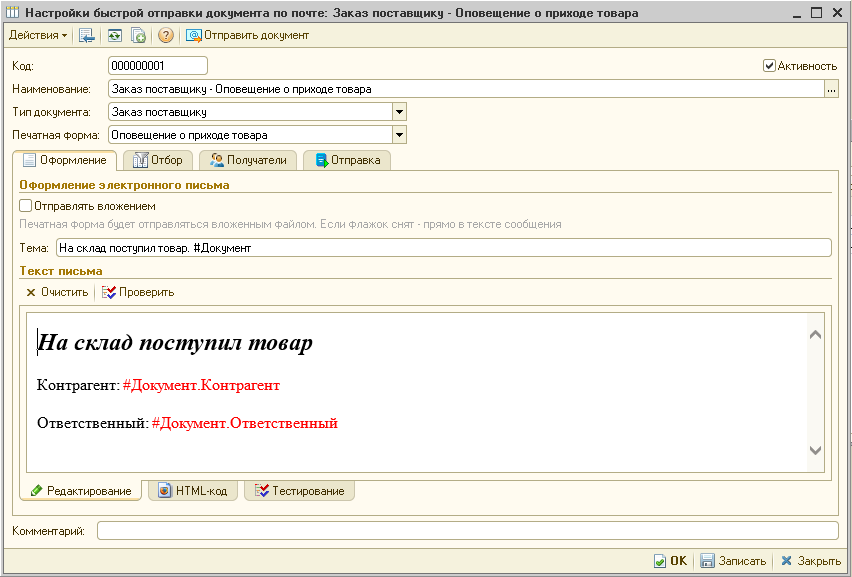 Настройки быстрой отправки документа по почте: Заказ поставщику - Оповещение о приходе товара
Действия Отправить документ
Код: 000000001 Активность
Наименование: Заказ поставщику - Оповещение о приходе товара ...
Тип документа: Заказ поставщику
Печатная форма: Оповещение о приходе товара
Оформление Отбор Получатели Отправка
Оформление электронного письма
Отправлять вложением
Печатная форма будет отправляться вложенным файлом. Если флажок снят - прямо в тексте сообщения
Тема: На склад поступил товар. #Документ
Текст письма
Очистить Проверить
На склад поступил товар
Контрагент: #Документ.Контрагент
Ответственный: #Документ.Ответственный
Редактирование HTML-код Тестирование
Комментарий:
OK Записать Закрыть